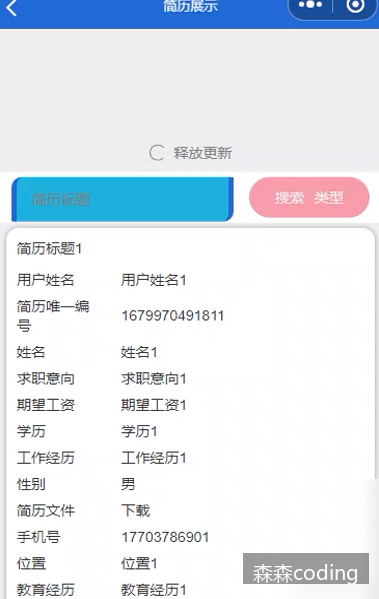 简历展示
释放更新
简历标题
搜索 类型
简历标题1
用户姓名 用户姓名1
简历唯一编
号 1679970491811
姓名 姓名1
求职意向 求职意向1
期望工资 期望工资1
学历 学历1
工作经历 工作经历1
性别 男
简历文件 下载
手机号 17703786901
位置 位置1
教育经历 教育经历1
森森coding